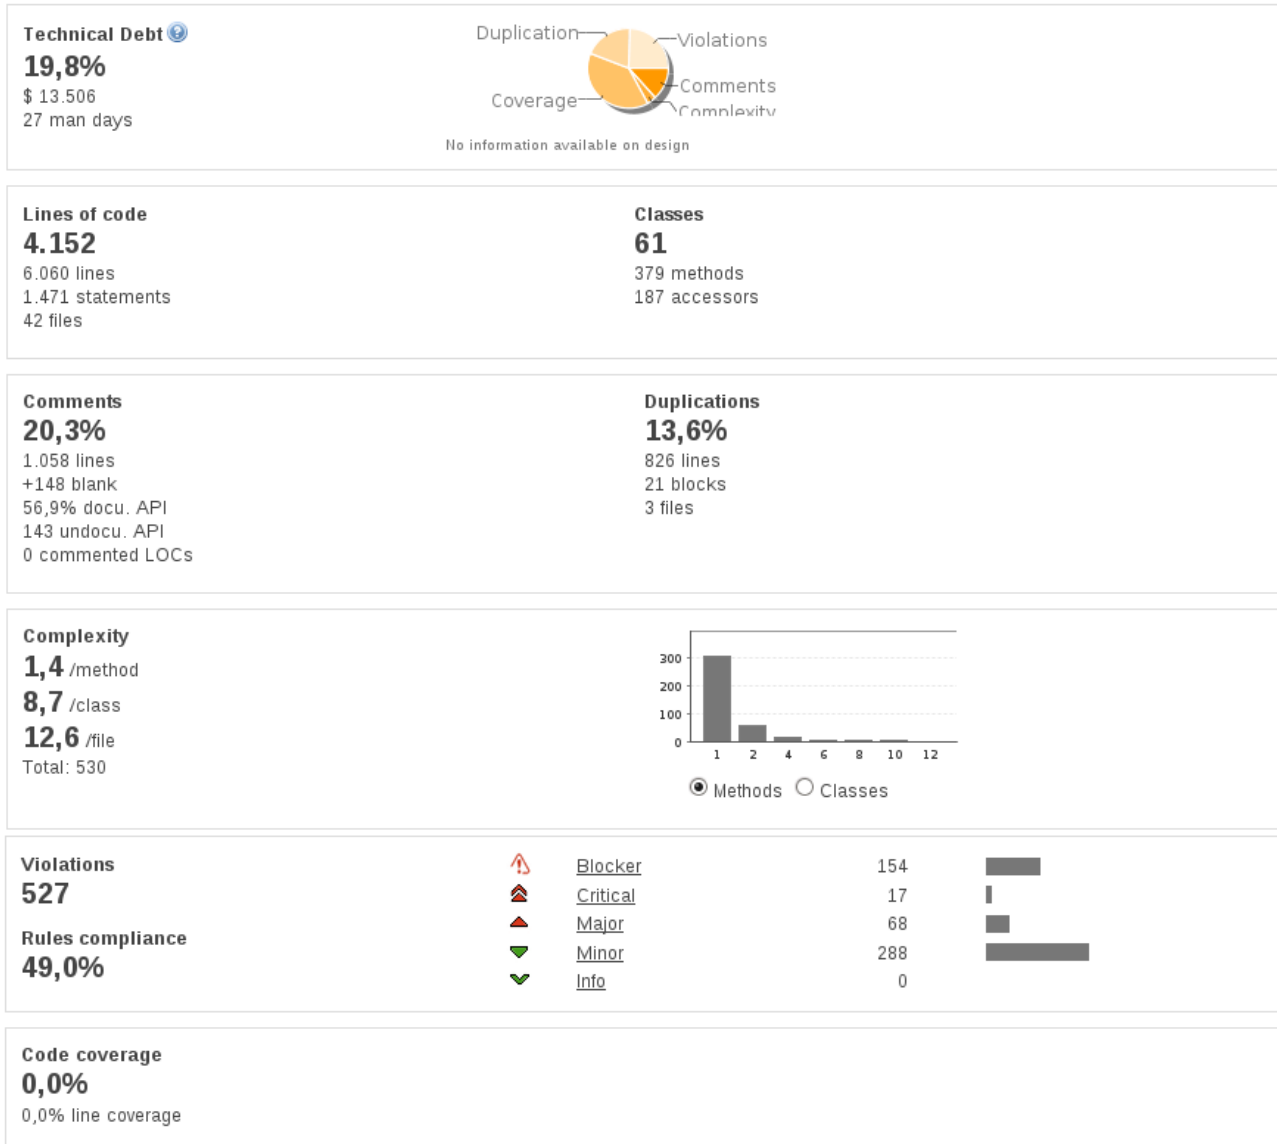 Technical Debt ?
19,8%
$ 13.506
27 man days
Duplication
Violations
Comments
Coverage
Complexity
No information available on design
Lines of code
4.152
6.060 lines
1.471 statements
42 files
Classes
61
379 methods
187 accessors
Comments
20,3%
1.058 lines
+148 blank
56,9% docu. API
143 undocu. API
0 commented LOCs
Duplications
13,6%
826 lines
21 blocks
3 files
Complexity
1,4 /method
8,7 /class
12,6 /file
Total: 530
300
200
100
0
1 2 4 6 8 10 12
Methods Classes
Violations
527
Rules compliance
49,0%
Blocker 154
Critical 17
Major 68
Minor 288
Info 0
Code coverage
0,0%
0,0% line coverage